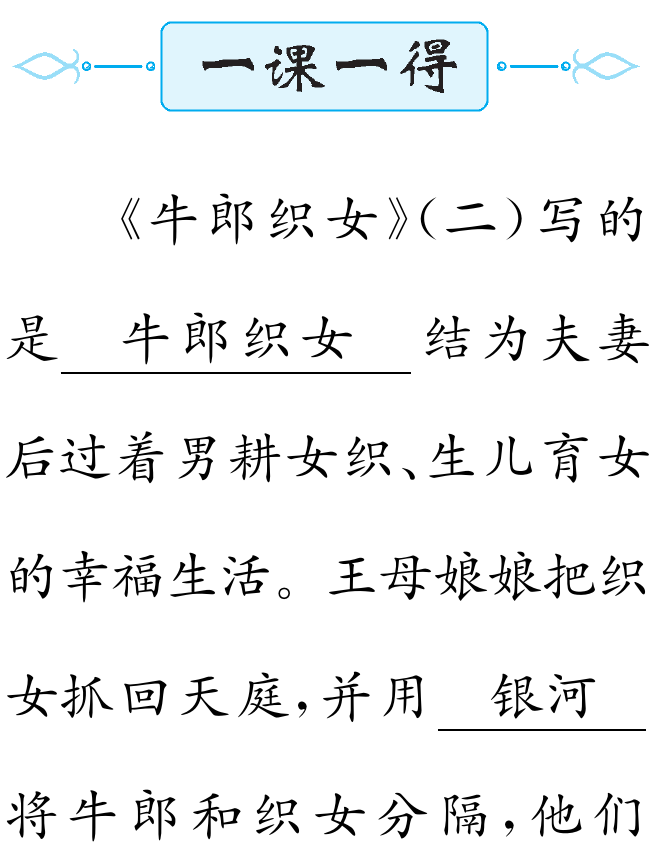 一课一得
《牛郎织女》(二)写的
是 牛郎织女 结为夫妻
后过着男耕女织、生儿育女
的幸福生活。王母娘娘把织
女抓回天庭,并用 银河
将牛郎和织女分隔,他们